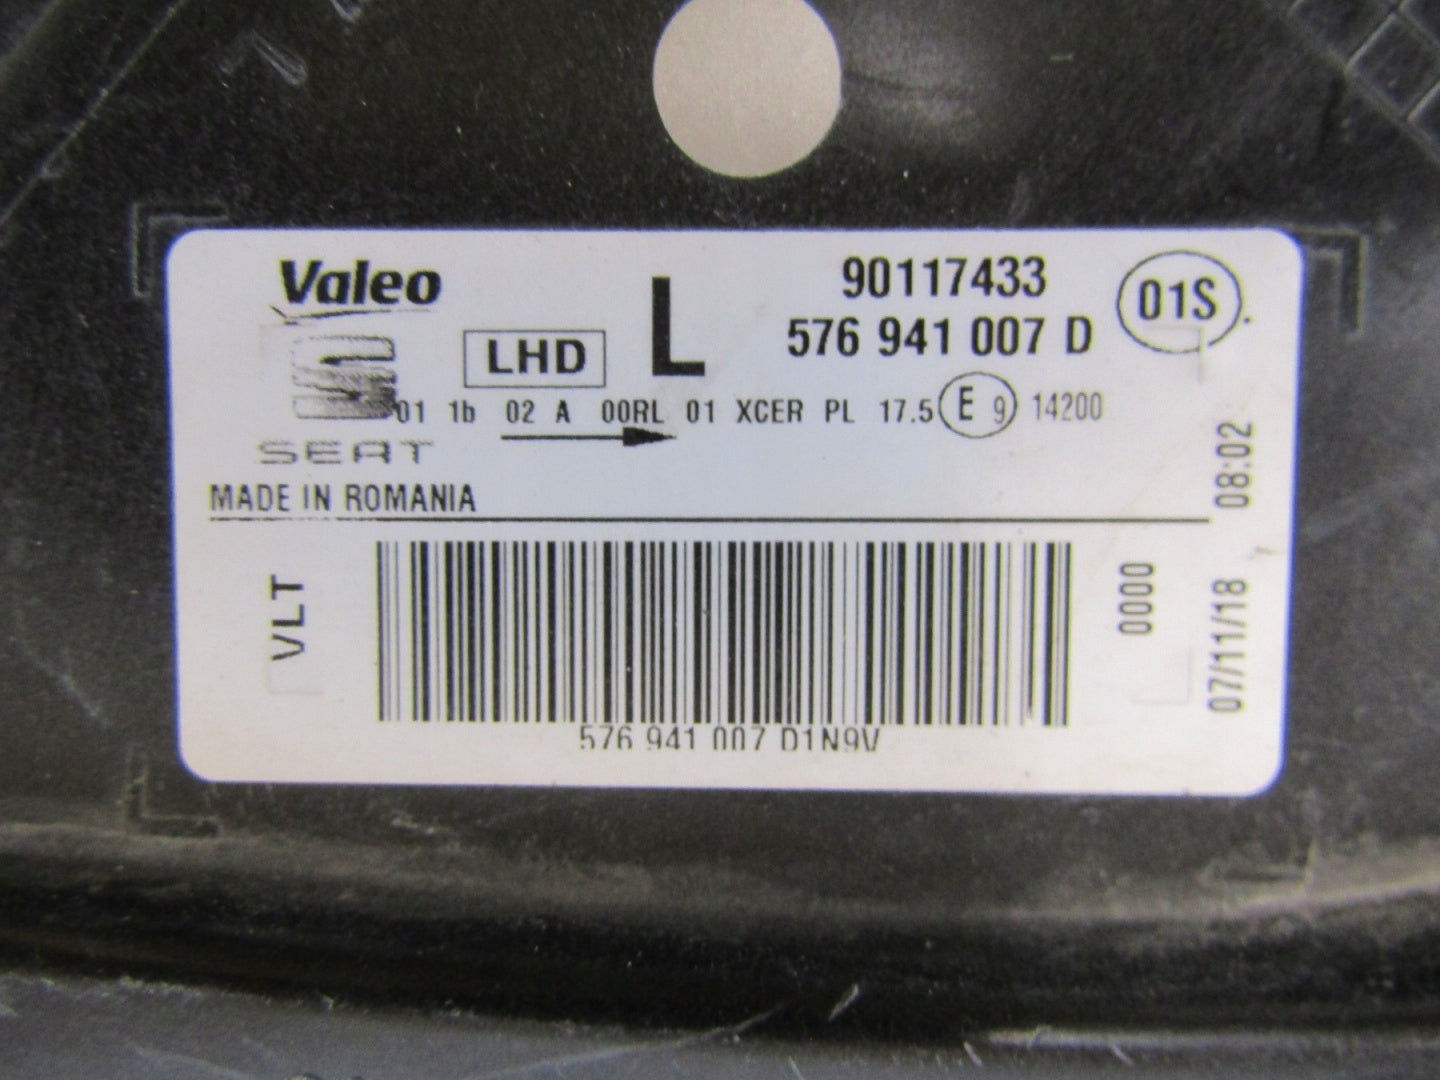 Valeo
LHD
L
90117433
576 941 007 D
01S
01 1b 02 A 00RL 01 XCER PL 17.5 E 9 14200
SEAT
MADE IN ROMANIA
VLT
0000
07/11/18 08:02
576 941 007 D1N9V